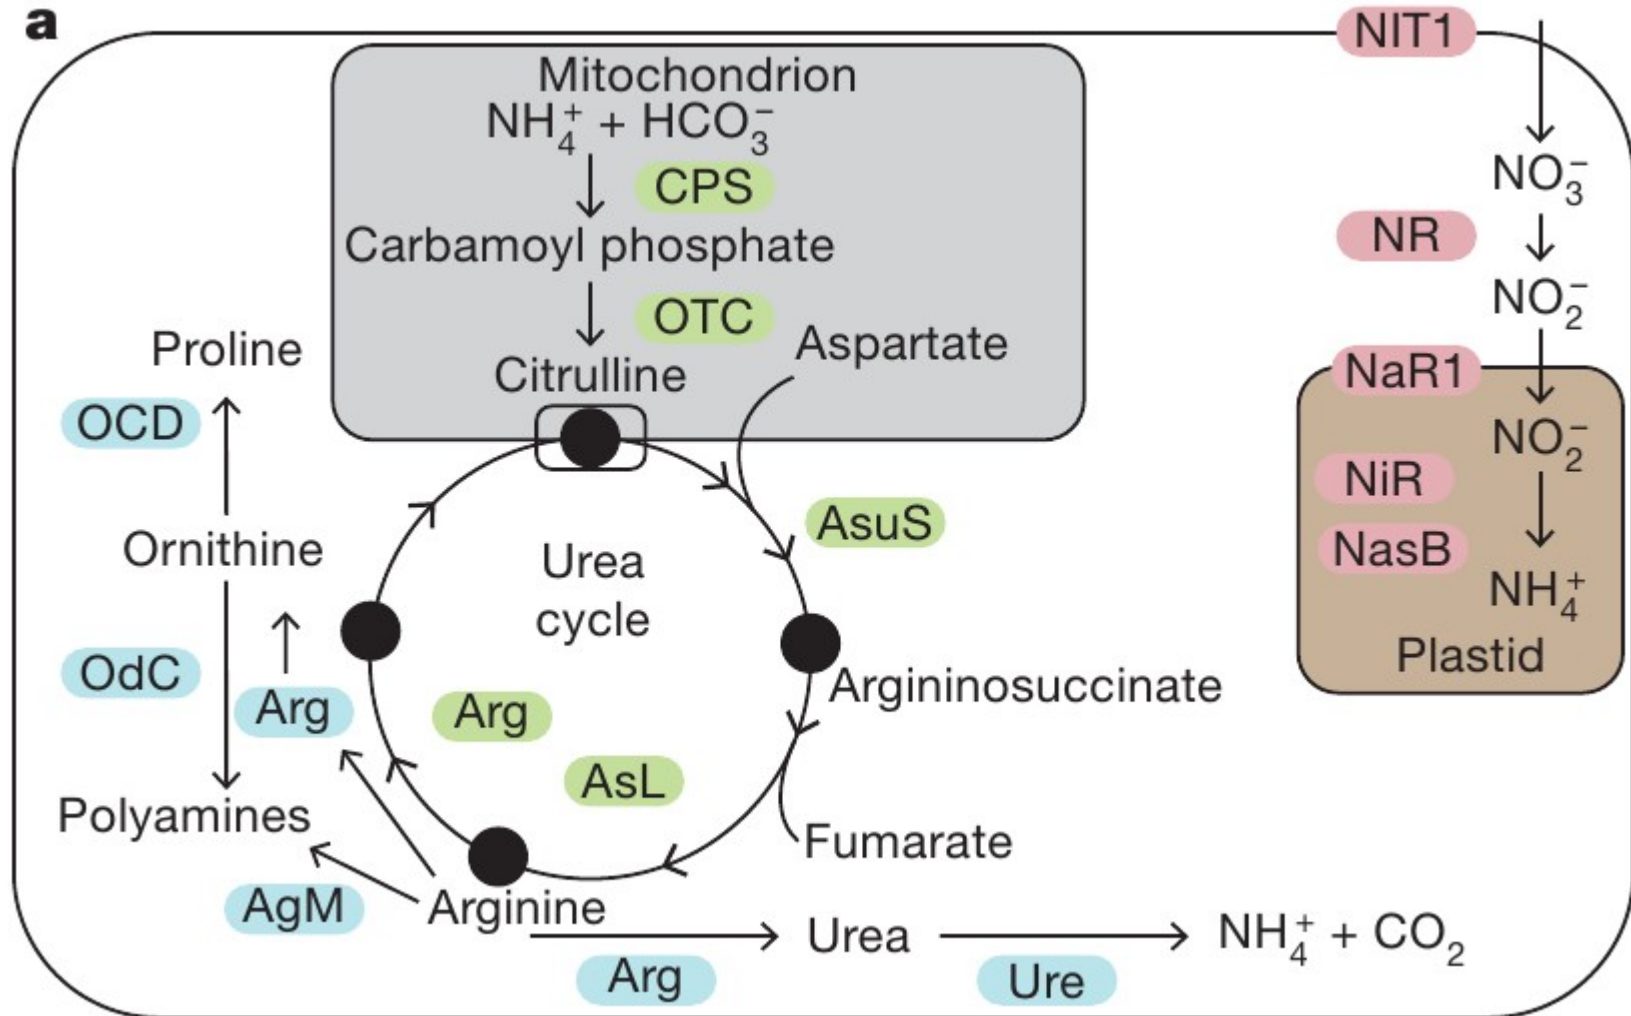 a
NIT1
Mitochondrion
NH₄⁺ + HCO₃⁻
CPS
Carbamoyl phosphate
OTC
Citrulline
Aspartate
Proline
OCD
Ornithine
OdC
Arg
Polyamines
AgM
Urea
cycle
AsuS
Argininosuccinate
Arg
AsL
Fumarate
Arginine
Arg
Urea
Ure
NH₄⁺ + CO₂
NO₃⁻
NR
NO₂⁻
NaR1
NO₂⁻
NiR
NasB
NH₄⁺
Plastid